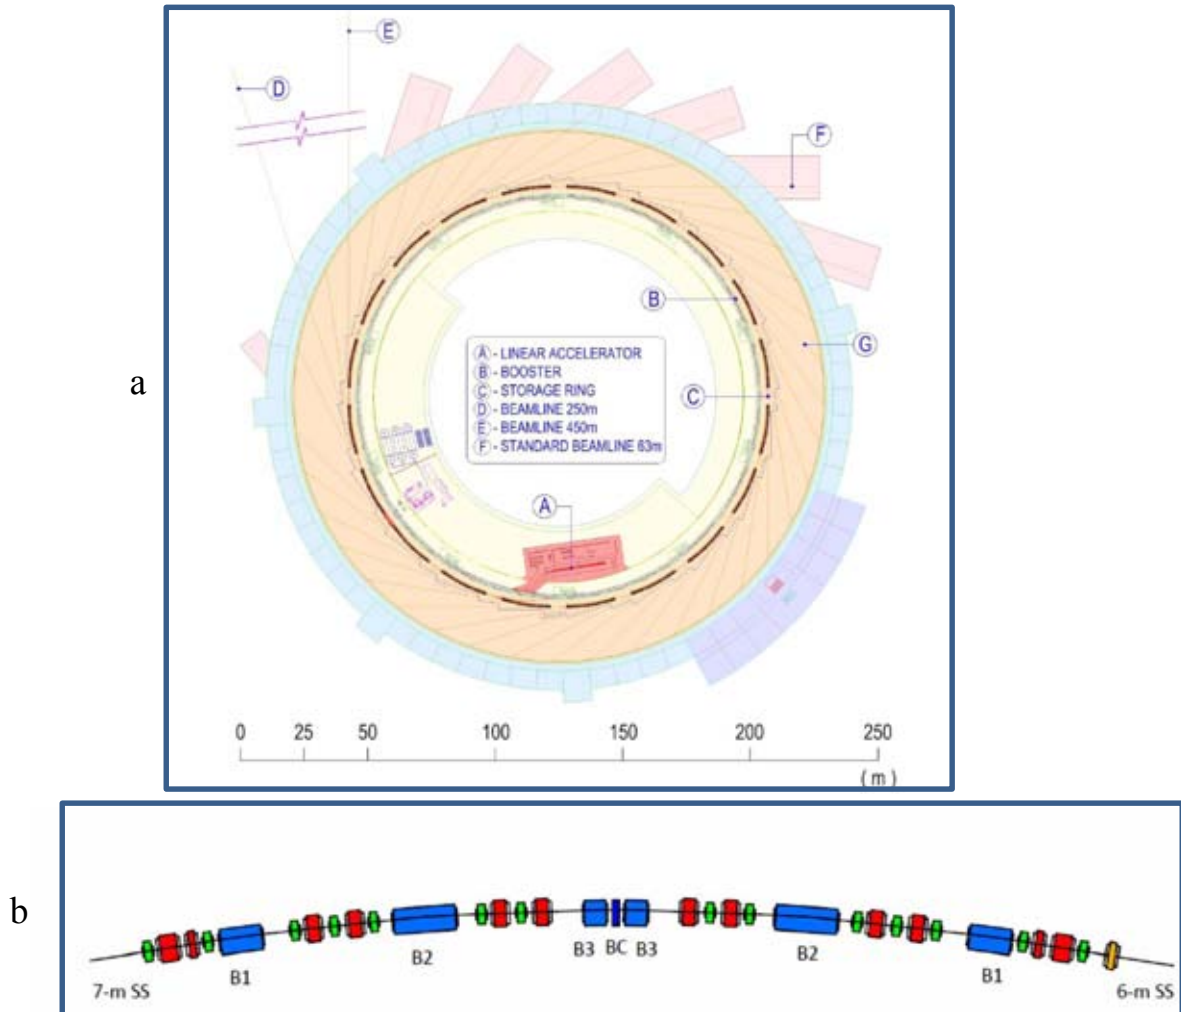 E
D
F
B
G
a
C
A - LINEAR ACCELERATOR
B - BOOSTER
C - STORAGE RING
D - BEAMLINE 250m
E - BEAMLINE 450m
F - STANDARD BEAMLINE 63m
A
0 25 50 100 150 200 250
(m)
b
7-m SS B1 B2 B3 BC B3 B2 B1 6-m SS